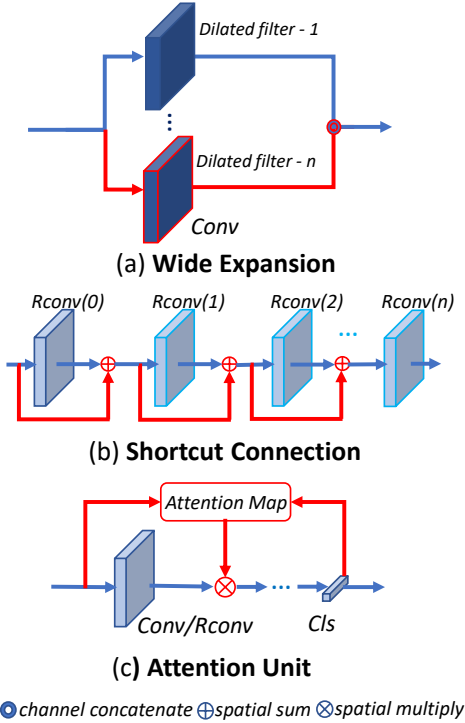 Dilated filter - 1
...
Dilated filter - n
Conv
(a) Wide Expansion
Rconv(0) Rconv(1) Rconv(2) Rconv(n)
...
(b) Shortcut Connection
Attention Map
...
Conv/Rconv Cls
(c) Attention Unit
channel concatenate spatial sum spatial multiply